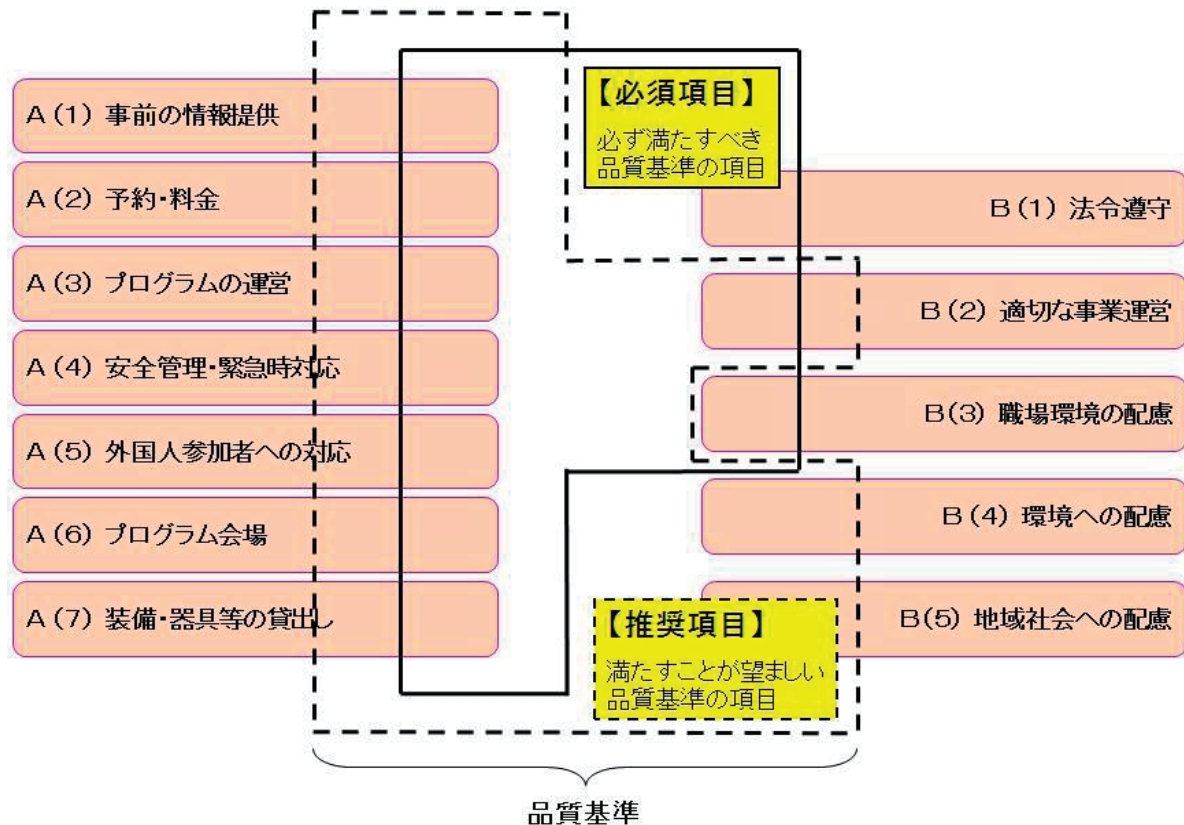 A(1) 事前の情報提供
A(2) 予約・料金
A(3) プログラムの運営
A(4) 安全管理・緊急時対応
A(5) 外国人参加者への対応
A(6) プログラム会場
A(7) 装備・器具等の貸出し
【必須項目】
必ず満たすべき
品質基準の項目
B(1) 法令遵守
B(2) 適切な事業運営
B(3) 職場環境の配慮
B(4) 環境への配慮
B(5) 地域社会への配慮
【推奨項目】
満たすことが望ましい
品質基準の項目
品質基準